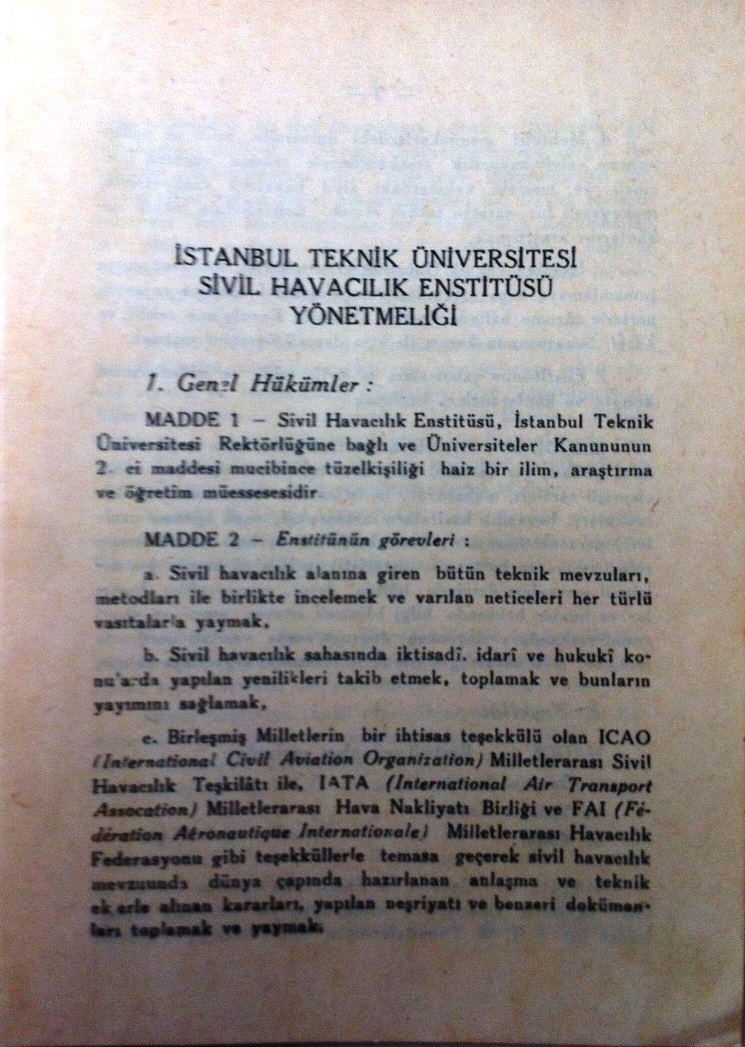 İSTANBUL TEKNİK ÜNİVERSİTESİ
SİVİL HAVACILIK ENSTİTÜSÜ
YÖNETMELİĞİ
1. Genel Hükümler :
MADDE 1 — Sivil Havacılık Enstitüsü, İstanbul Teknik
Üniversitesi Rektörlüğüne bağlı ve Üniversiteler Kanununun
2. ci maddesi mucibince tüzelkişiliği haiz bir ilim, araştırma
ve öğretim müessesesidir.
MADDE 2 — Enstitünün görevleri :
a. Sivil havacılık alanına giren bütün teknik mevzuları,
metodları ile birlikte incelemek ve varılan neticeleri her türlü
vasıtalarla yaymak,
b. Sivil havacılık sahasında iktisadî, idarî ve hukukî ko-
nularda yapılan yenilikleri takib etmek, toplamak ve bunların
yayımını sağlamak,
c. Birleşmiş Milletlerin bir ihtisas teşekkülü olan ICAO
(International Civil Aviation Organization) Milletlerarası Sivil
Havacılık Teşkilâtı ile, IATA (International Air Transport
Assocation) Milletlerarası Hava Nakliyatı Birliği ve FAI (Fé-
dération Aéronautique Internationale) Milletlerarası Havacılık
Federasyonu gibi teşekküllerle temasa geçerek sivil havacılık
mevzuunda dünya çapında hazırlanan anlaşma ve teknik
eklerle alınan kararları, yapılan neşriyatı ve benzeri doküman-
ları toplamak ve yaymak,